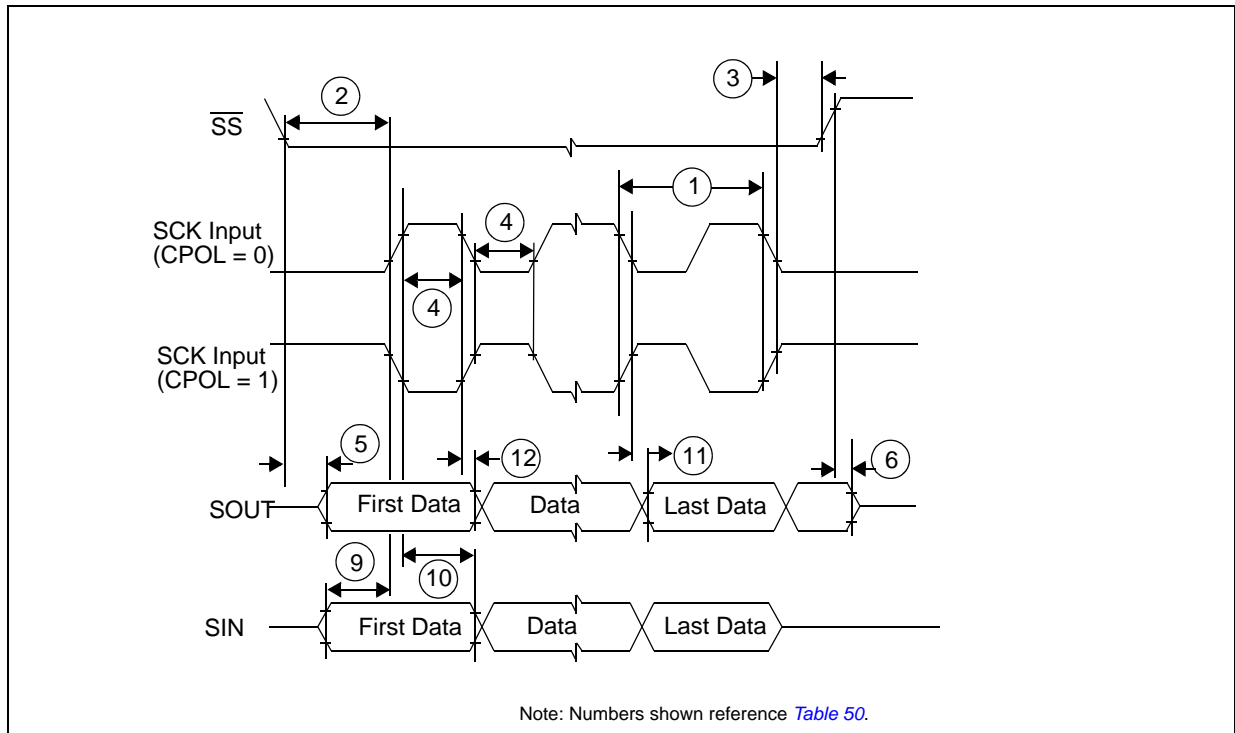 3
2
SS
1
SCK Input
(CPOL = 0)
4
4
SCK Input
(CPOL = 1)
5
12
11
6
SOUT
First Data
Data
Last Data
9
10
SIN
First Data
Data
Last Data
Note: Numbers shown reference Table 50.